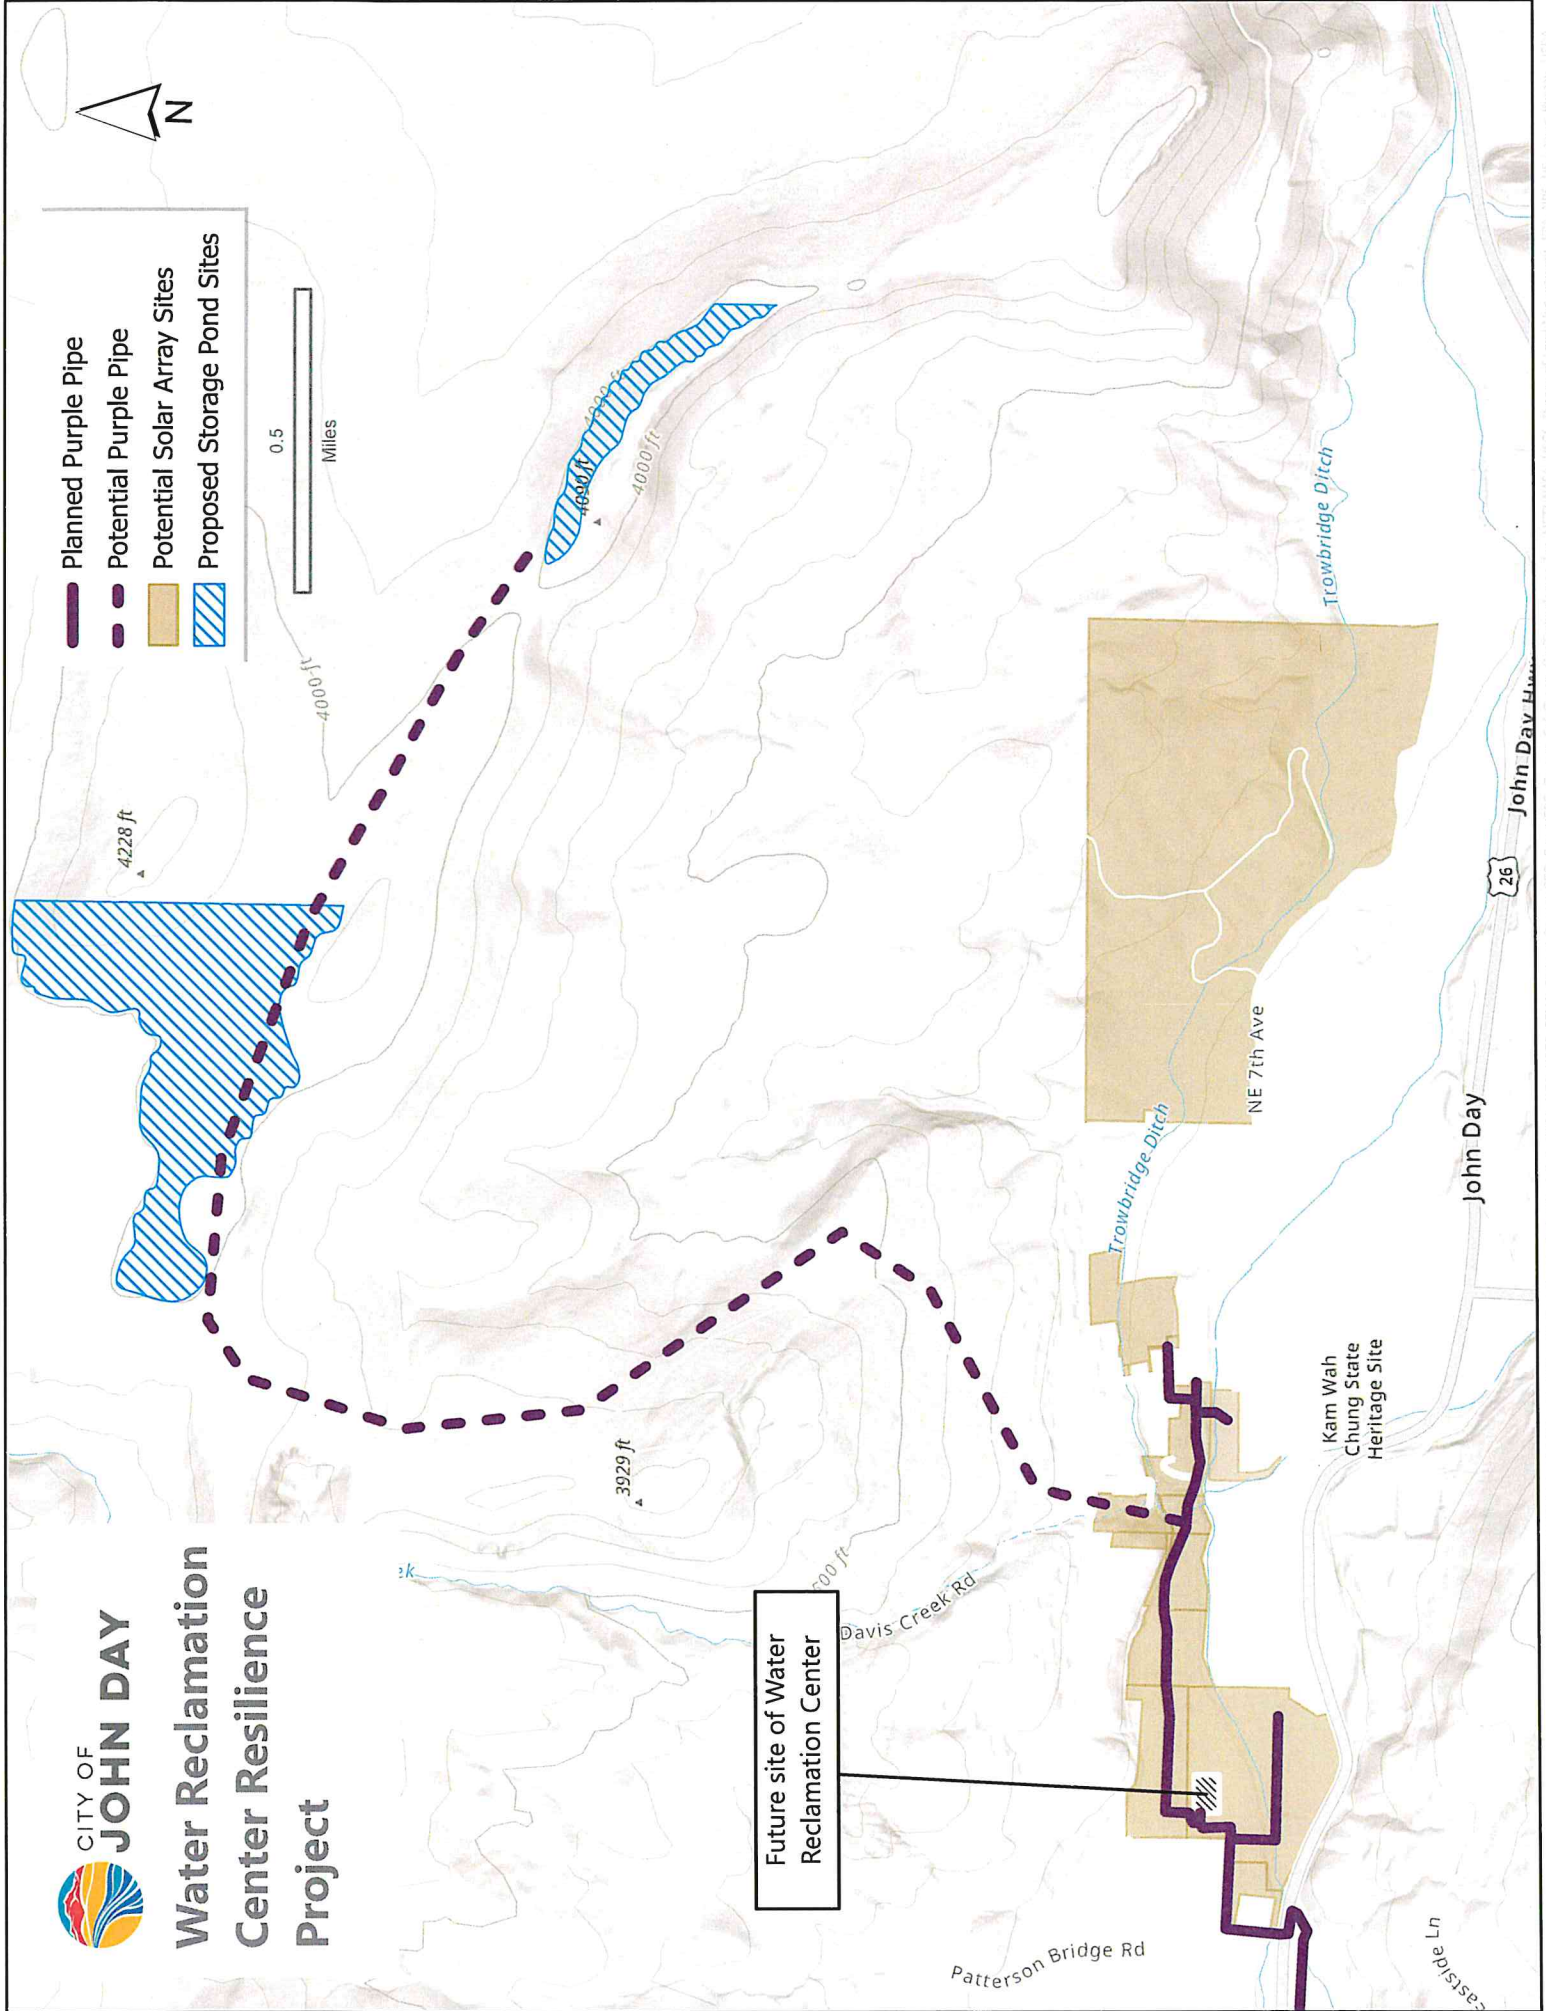 CITY OF
JOHN DAY
Water Reclamation
Center Resilience
Project
Planned Purple Pipe
Potential Purple Pipe
Potential Solar Array Sites
Proposed Storage Pond Sites
0.5
Miles
N
4228 ft
4000 ft
4090 ft
4000 ft
3929 ft
Future site of Water
Reclamation Center
Davis Creek Rd
Patterson Bridge Rd
Trowbridge Ditch
Trowbridge Ditch
NE 7th Ave
Kam Wah
Chung State
Heritage Site
John Day
26
John Day